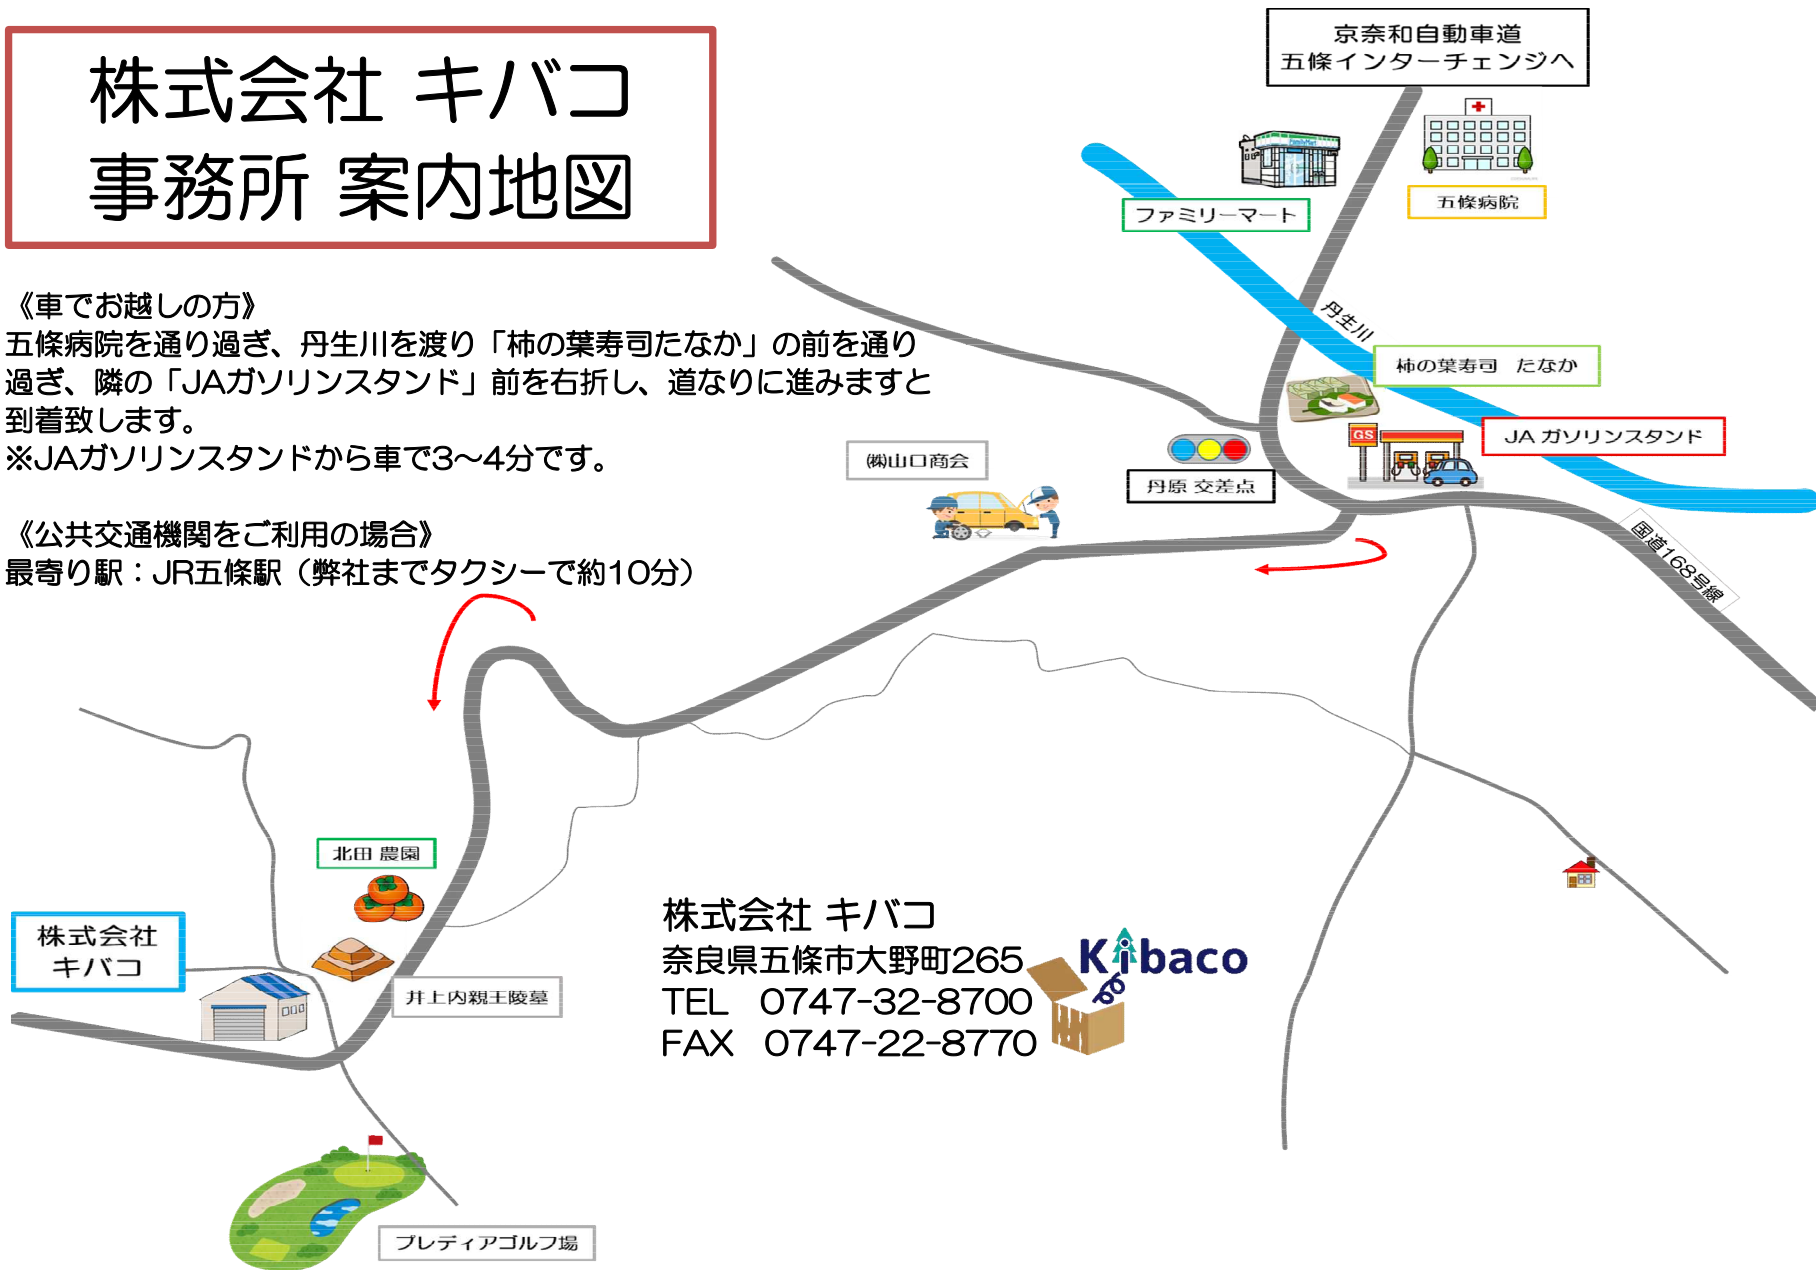 株式会社 キバコ
事務所 案内地図
京奈和自動車道
五條インターチェンジへ
FamilyMart
ファミリーマート
五條病院
《車でお越しの方》
五條病院を通り過ぎ、丹生川を渡り「柿の葉寿司たなか」の前を通り
過ぎ、隣の「JAガソリンスタンド」前を右折し、道なりに進みますと
到着致します。
※JAガソリンスタンドから車で3～4分です。
丹生川
柿の葉寿司 たなか
GS
JA ガソリンスタンド
㈱山口商会
丹原 交差点
国道168号線
《公共交通機関をご利用の場合》
最寄り駅：JR五條駅（弊社までタクシーで約10分）
北田 農園
株式会社
キバコ
井上内親王陵墓
株式会社 キバコ
奈良県五條市大野町265
TEL 0747-32-8700
FAX 0747-22-8770
Kibaco
プレディアゴルフ場